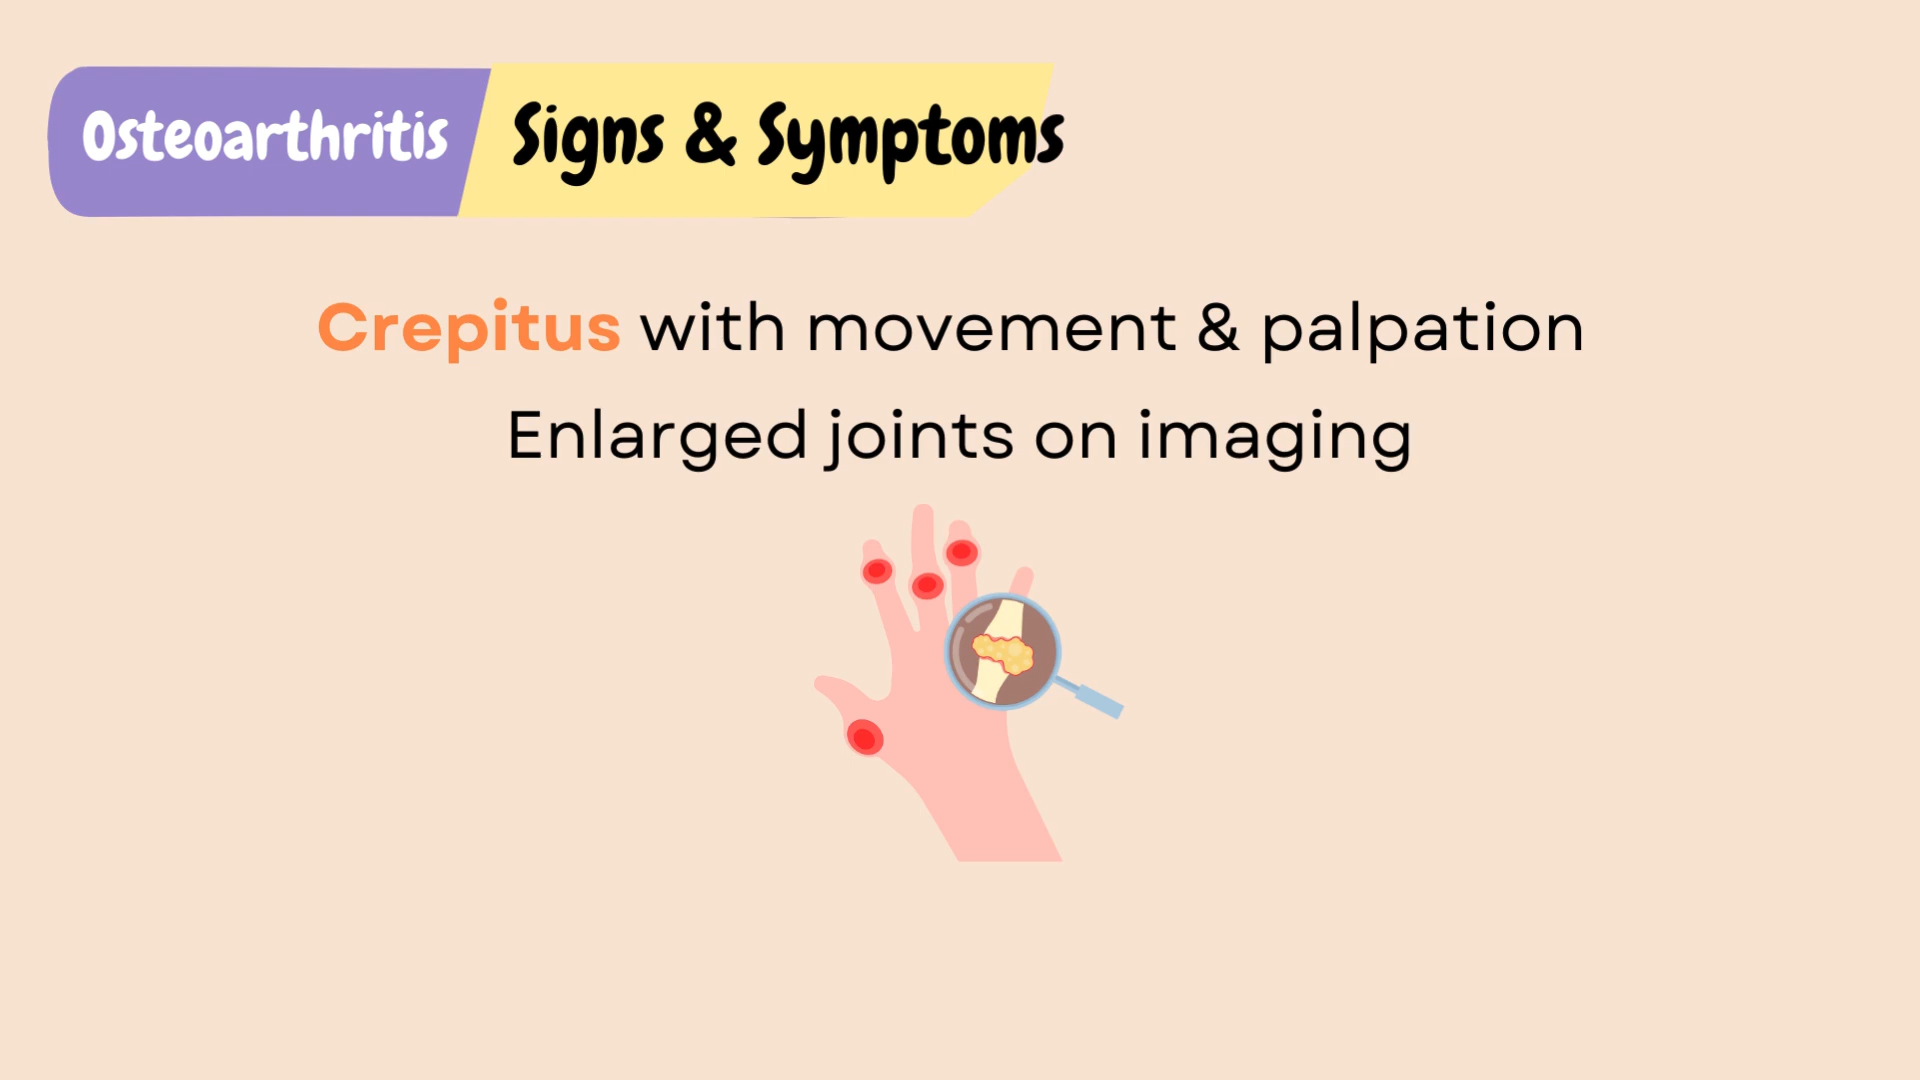 Osteoarthritis Signs & Symptoms
Crepitus with movement & palpation
Enlarged joints on imaging